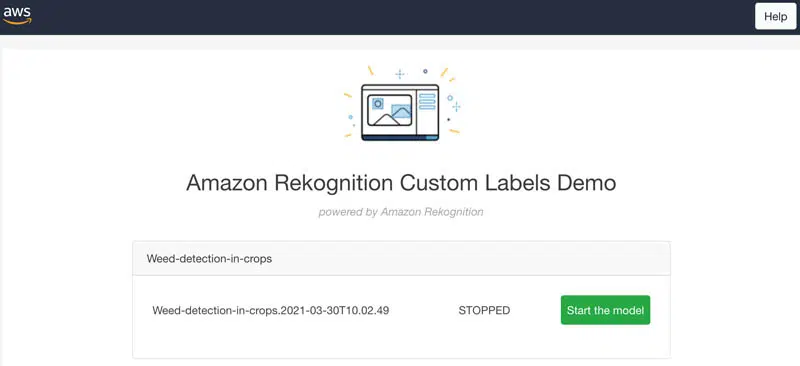 aws
Help
Amazon Rekognition Custom Labels Demo
powered by Amazon Rekognition
Weed-detection-in-crops
Weed-detection-in-crops.2021-03-30T10.02.49 STOPPED Start the model